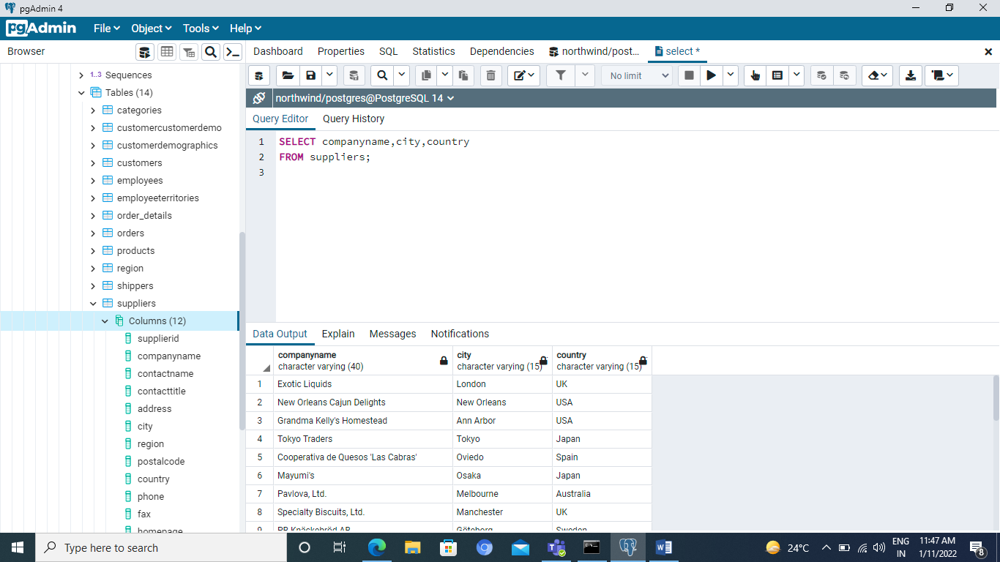 pgAdmin 4
pgAdmin File Object Tools Help
Browser
Dashboard Properties SQL Statistics Dependencies northwind/post... select *
No limit
northwind/postgres@PostgreSQL 14
Query Editor Query History
1 SELECT companyname,city,country
2 FROM suppliers;
3
1..3 Sequences
Tables (14)
categories
customercustomerdemo
customerdemographics
customers
employees
employeeterritories
order_details
orders
products
region
shippers
suppliers
Columns (12)
supplierid
companyname
contactname
contacttitle
address
city
region
postalcode
country
phone
fax
homepage
Data Output Explain Messages Notifications
companyname city country
character varying (40) character varying (15) character varying (15)
1 Exotic Liquids London UK
2 New Orleans Cajun Delights New Orleans USA
3 Grandma Kelly's Homestead Ann Arbor USA
4 Tokyo Traders Tokyo Japan
5 Cooperativa de Quesos 'Las Cabras' Oviedo Spain
6 Mayumi's Osaka Japan
7 Pavlova, Ltd. Melbourne Australia
8 Specialty Biscuits, Ltd. Manchester UK
9 PB Knäckebröd AB Göteborg Sweden
Type here to search
24°C
ENG
IN
11:47 AM
1/11/2022
8